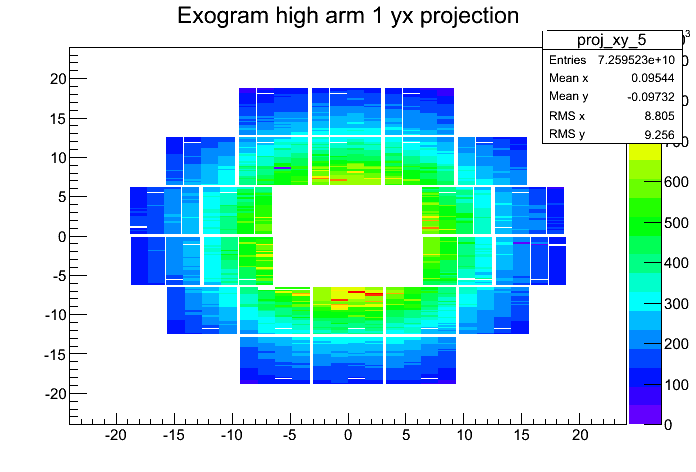 Exogram high arm 1 yx projection
proj_xy_5
Entries 7.259523e+10
Mean x 0.09544
Mean y -0.09732
RMS x 8.805
RMS y 9.256
20
15
10
5
0
-5
-10
-15
-20
-20 -15 -10 -5 0 5 10 15 20
600
500
400
300
200
100
0